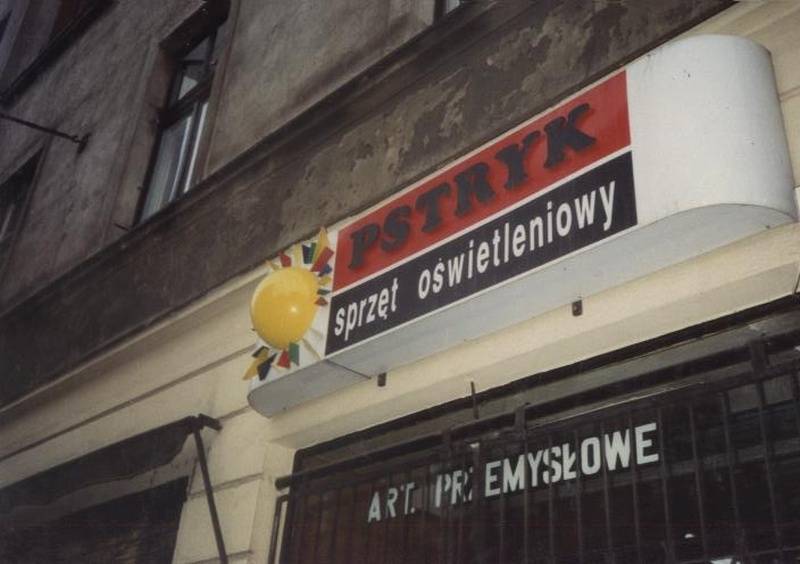 PSTRYK
sprzęt oświetleniowy
ART. PRZEMYSŁOWE